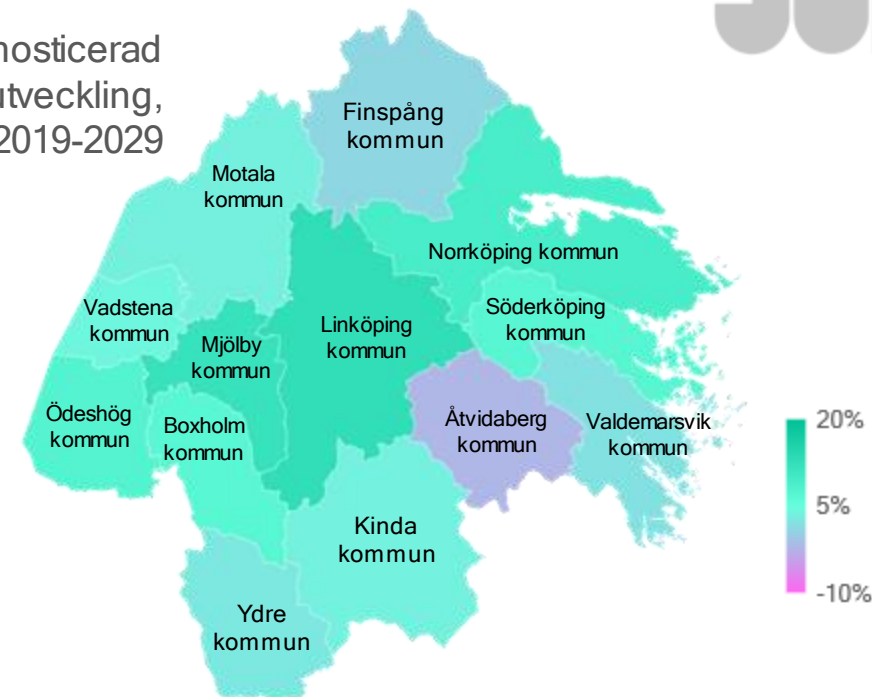 nosticerad
utveckling,
2019-2029
Finspång
kommun
Motala
kommun
Norrköping kommun
Vadstena
kommun
Söderköping
kommun
Linköping
kommun
Mjölby
kommun
Ödeshög
kommun
Boxholm
kommun
Åtvidaberg
kommun
Valdemarsvik
kommun
20%
5%
-10%
Kinda
kommun
Ydre
kommun